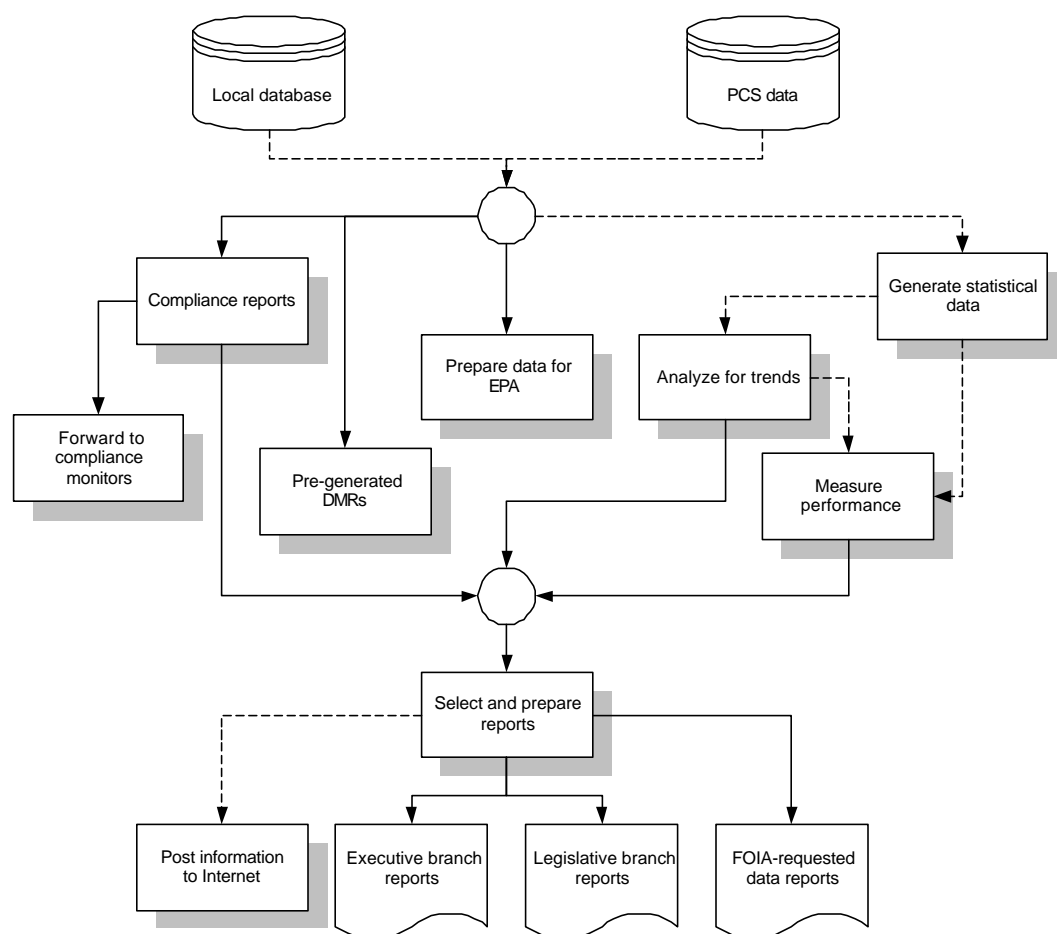 Local database
PCS data
Compliance reports
Generate statistical
data
Prepare data for
EPA
Analyze for trends
Forward to
compliance
monitors
Pre-generated
DMRs
Measure
performance
Select and prepare
reports
Post information
to Internet
Executive branch
reports
Legislative branch
reports
FOIA-requested
data reports